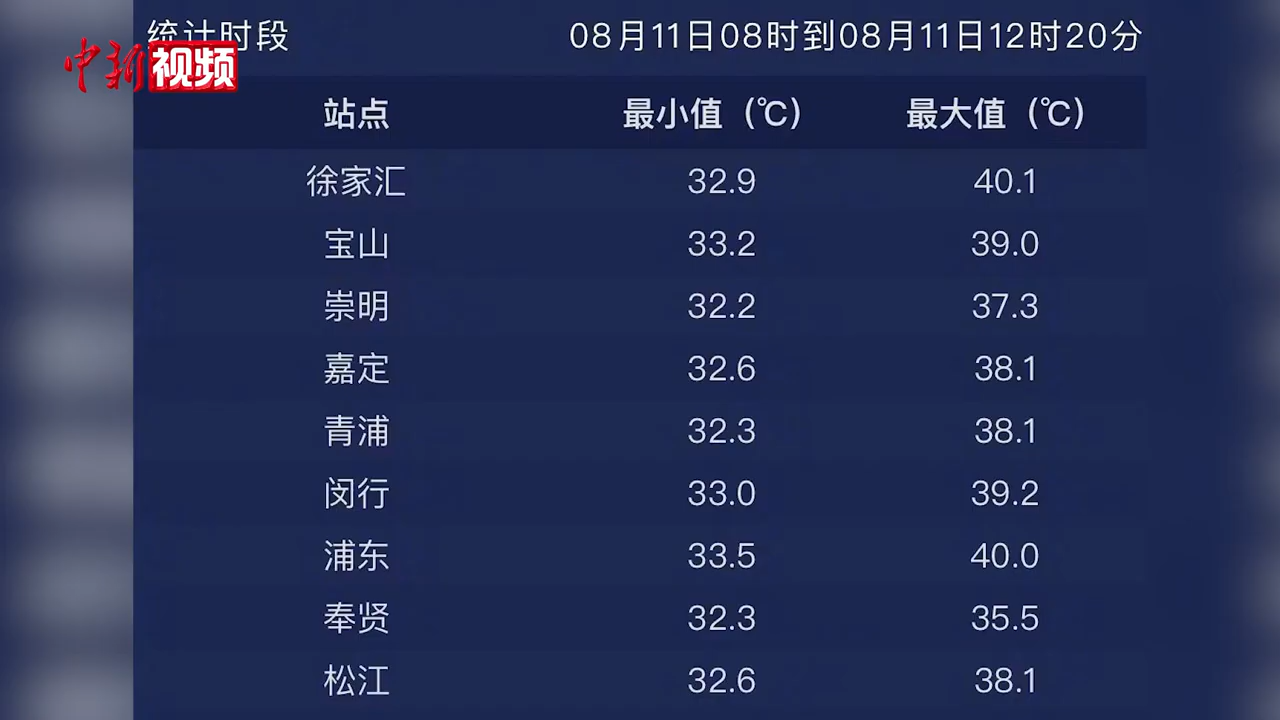 统计时段 08月11日08时到08月11日12时20分
中新视频
站点 最小值（℃） 最大值（℃）
徐家汇 32.9 40.1
宝山 33.2 39.0
崇明 32.2 37.3
嘉定 32.6 38.1
青浦 32.3 38.1
闵行 33.0 39.2
浦东 33.5 40.0
奉贤 32.3 35.5
松江 32.6 38.1